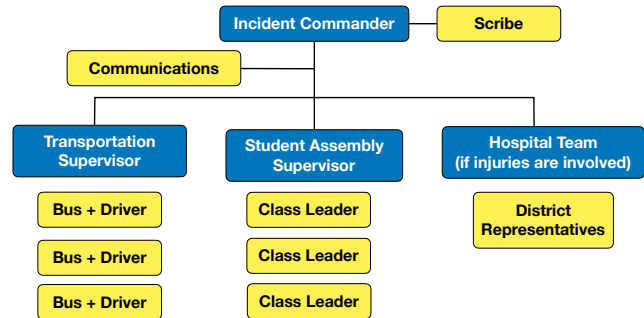 Incident Commander
Scribe
Communications
Transportation
Supervisor
Student Assembly
Supervisor
Hospital Team
(if injuries are involved)
Bus + Driver
Class Leader
District
Representatives
Bus + Driver
Class Leader
Bus + Driver
Class Leader